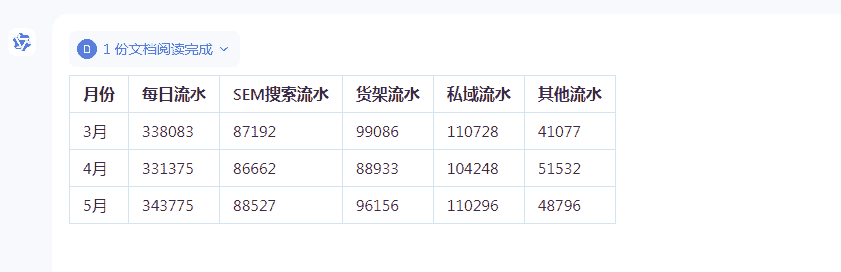 D 1 份文档阅读完成
月份 每日流水 SEM搜索流水 货架流水 私域流水 其他流水
3月 338083 87192 99086 110728 41077
4月 331375 86662 88933 104248 51532
5月 343775 88527 96156 110296 48796